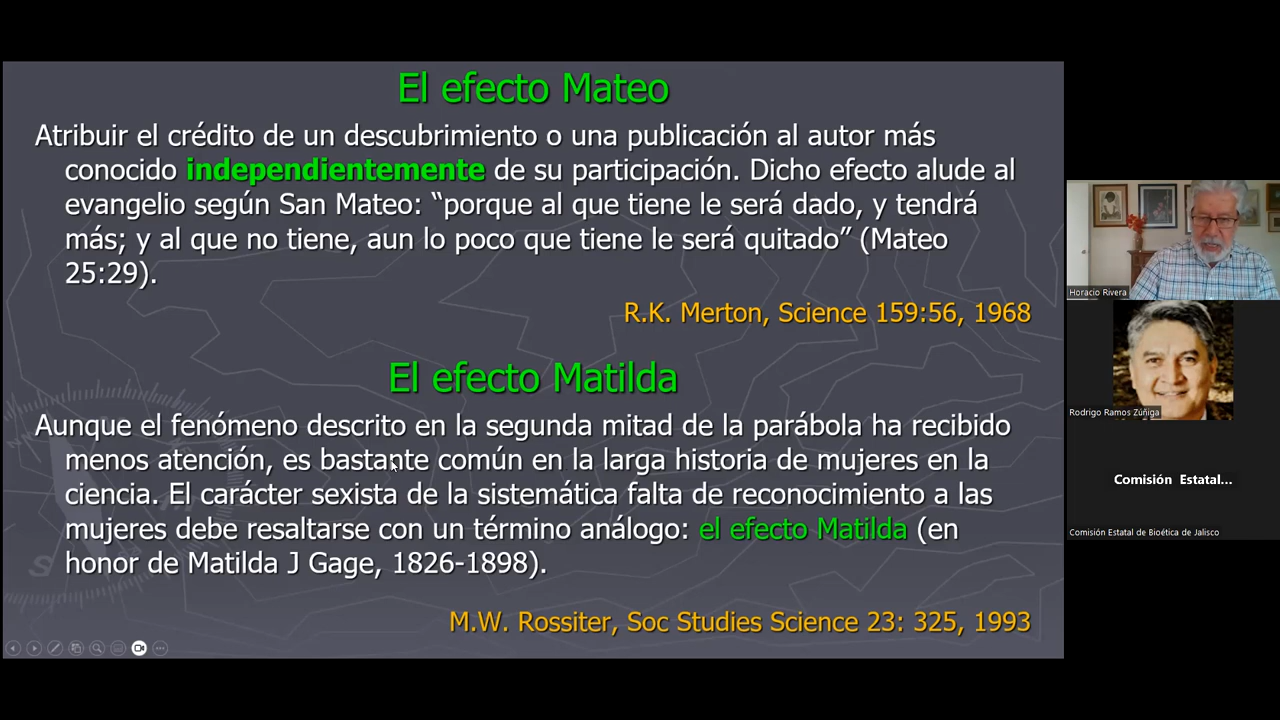 El efecto Mateo
Atribuir el crédito de un descubrimiento o una publicación al autor más
conocido independientemente de su participación. Dicho efecto alude al
evangelio según San Mateo: “porque al que tiene le será dado, y tendrá
más; y al que no tiene, aun lo poco que tiene le será quitado” (Mateo
25:29).
R.K. Merton, Science 159:56, 1968
El efecto Matilda
Aunque el fenómeno descrito en la segunda mitad de la parábola ha recibido
menos atención, es bastante común en la larga historia de mujeres en la
ciencia. El carácter sexista de la sistemática falta de reconocimiento a las
mujeres debe resaltarse con un término análogo: el efecto Matilda (en
honor de Matilda J Gage, 1826-1898).
M.W. Rossiter, Soc Studies Science 23: 325, 1993
Horacio Rivera
Rodrigo Ramos Zúñiga
Comisión Estatal...
Comisión Estatal de Bioética de Jalisco